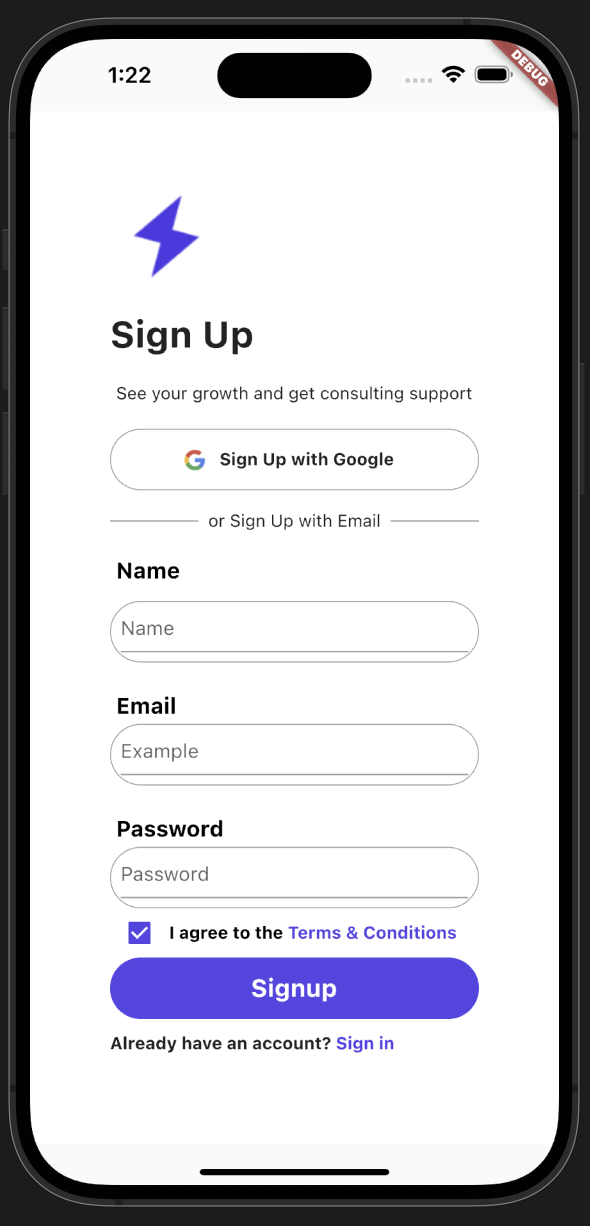 1:22
DEBUG
Sign Up
See your growth and get consulting support
Sign Up with Google
or Sign Up with Email
Name
Name
Email
Example
Password
Password
I agree to the Terms & Conditions
Signup
Already have an account? Sign in